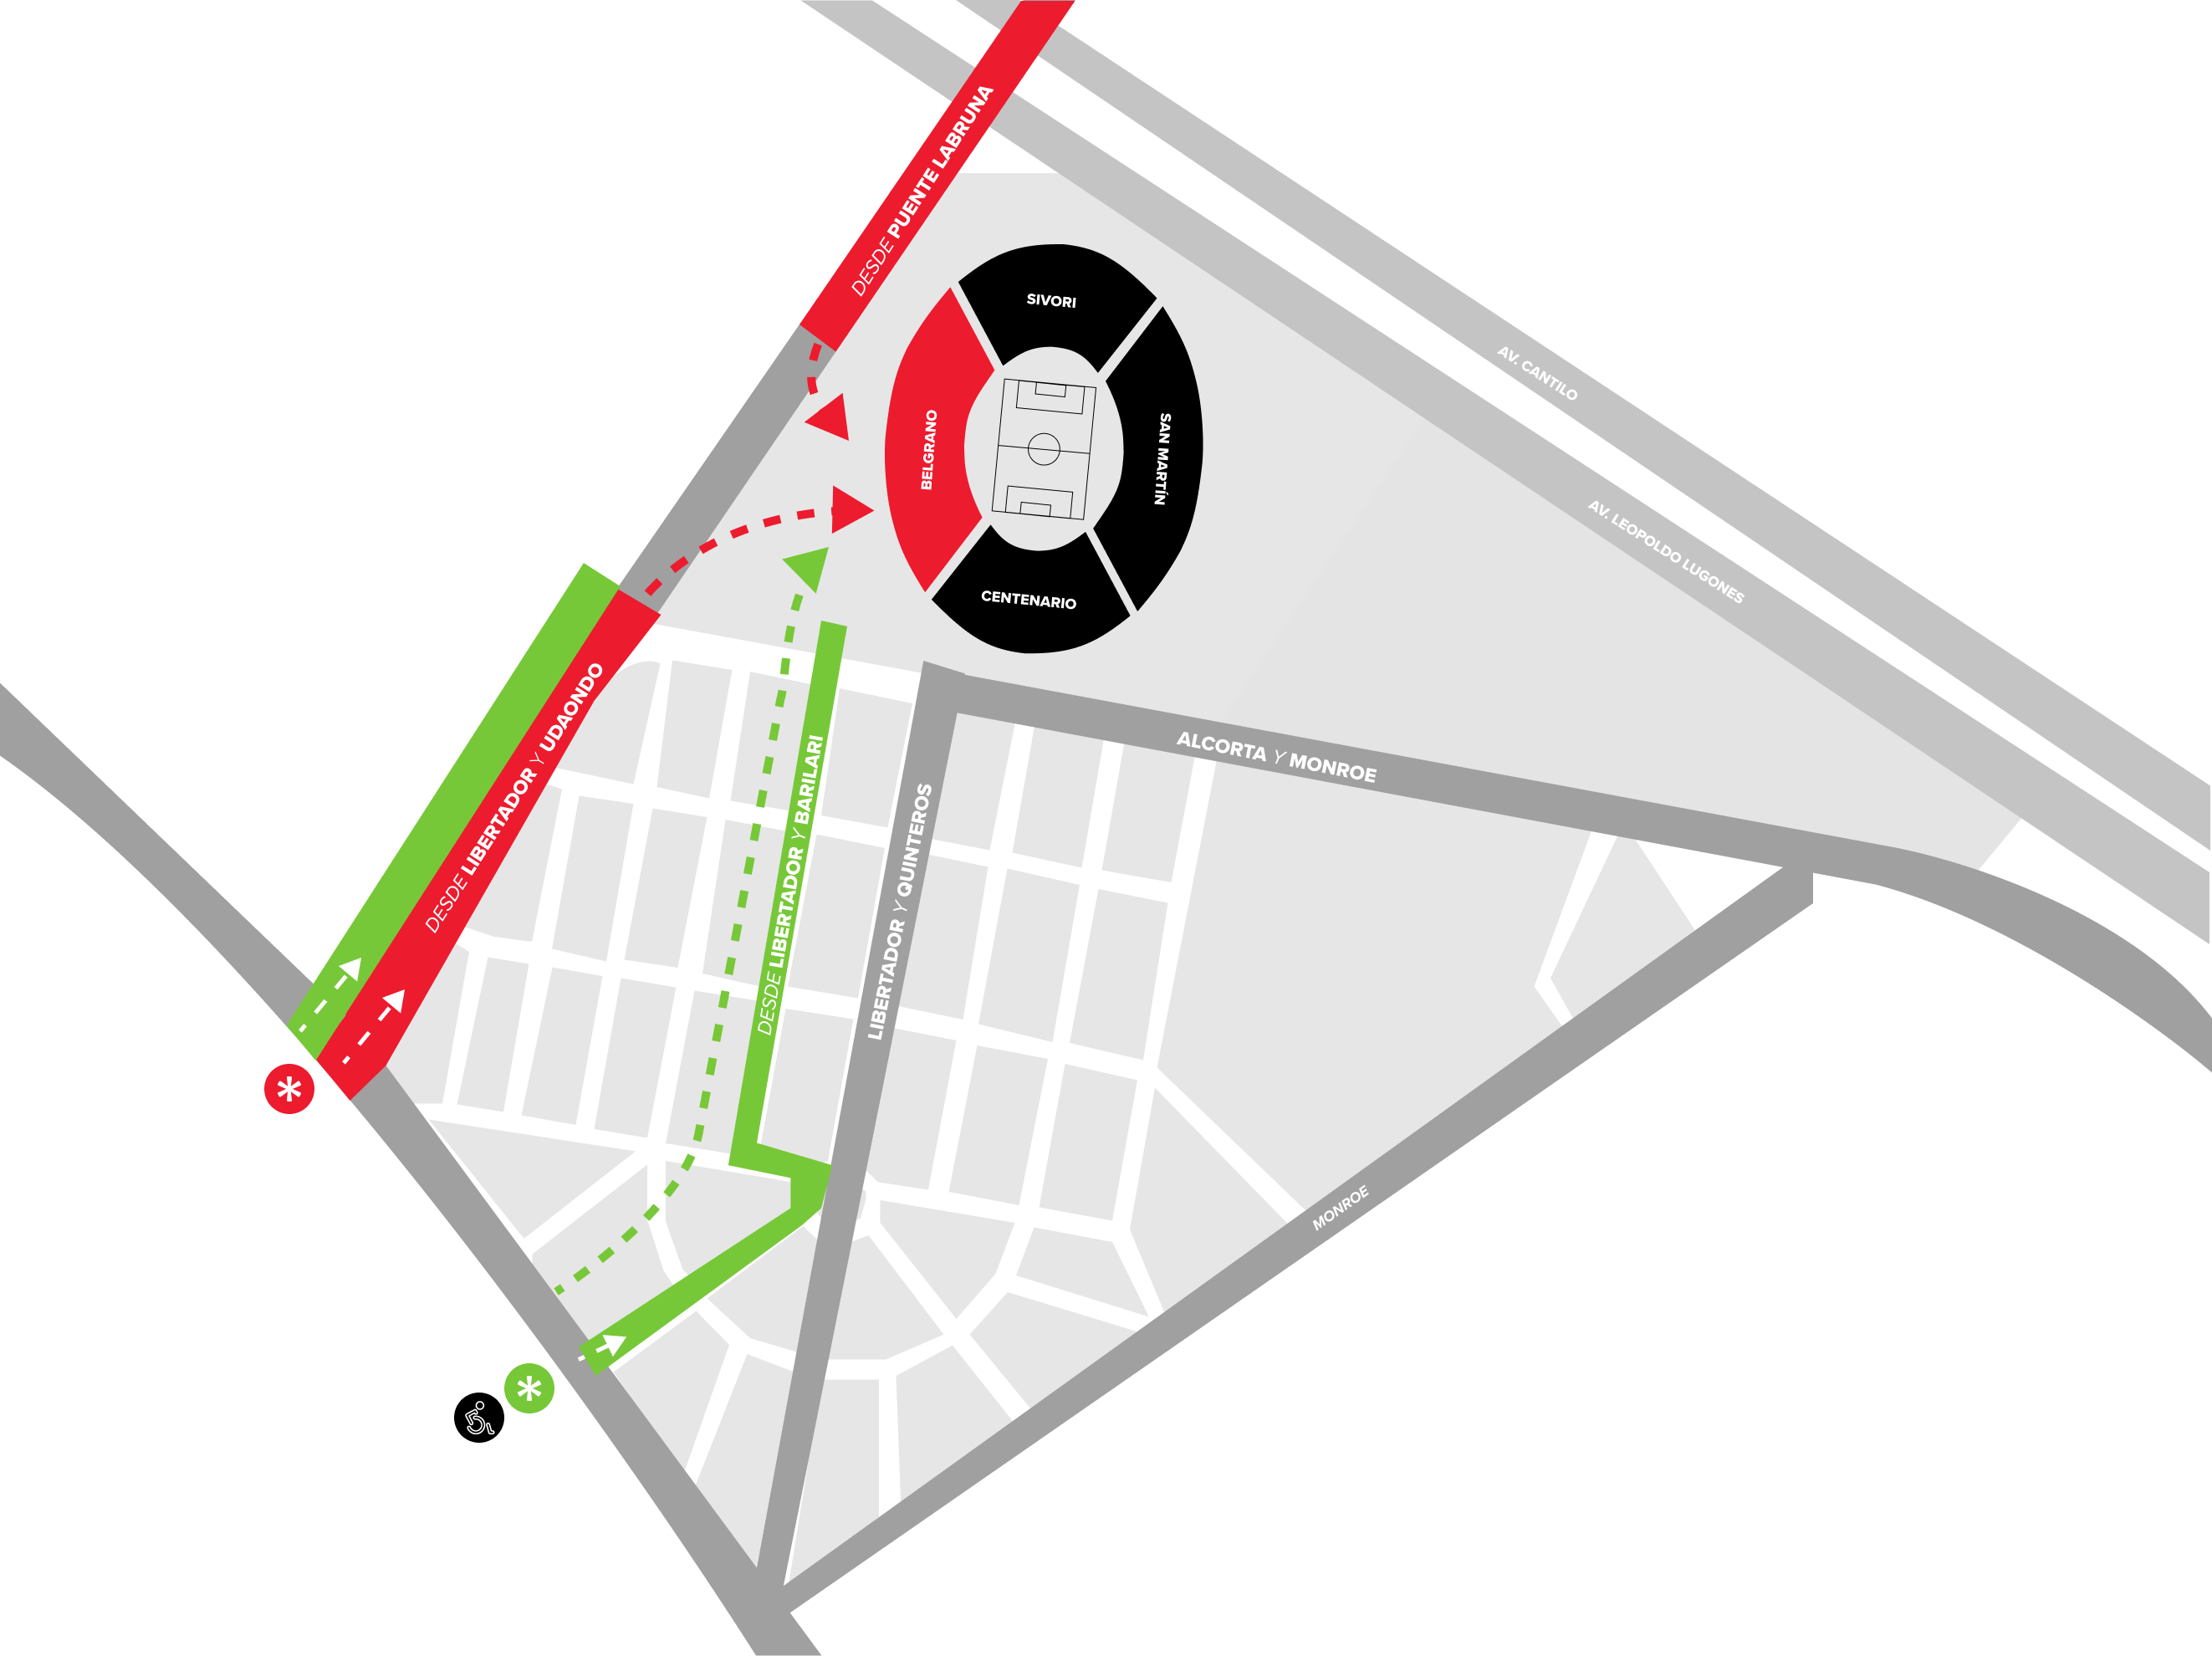 DESDE PUENTE LABRUNA
SIVORI
BELGRANO
SAN MARTÍN
CENTENARIO
AV. CANTILO
AV. LEOPOLDO LUGONES
DESDE LIBERTADOR Y UDAONDO
DESDE LIBERTADOR Y BARILARI
LIBERTADOR Y QUINTEROS
ALCORTA Y MONROE
MONROE